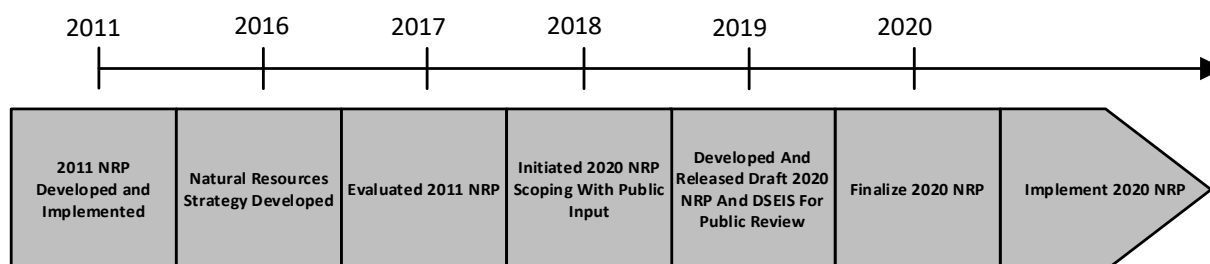 2011
2016
2017
2018
2019
2020
2011 NRP
Developed and
Implemented
Natural Resources
Strategy Developed
Evaluated 2011 NRP
Initiated 2020 NRP
Scoping With Public
Input
Developed And
Released Draft 2020
NRP And DSEIS For
Public Review
Finalize 2020 NRP
Implement 2020 NRP